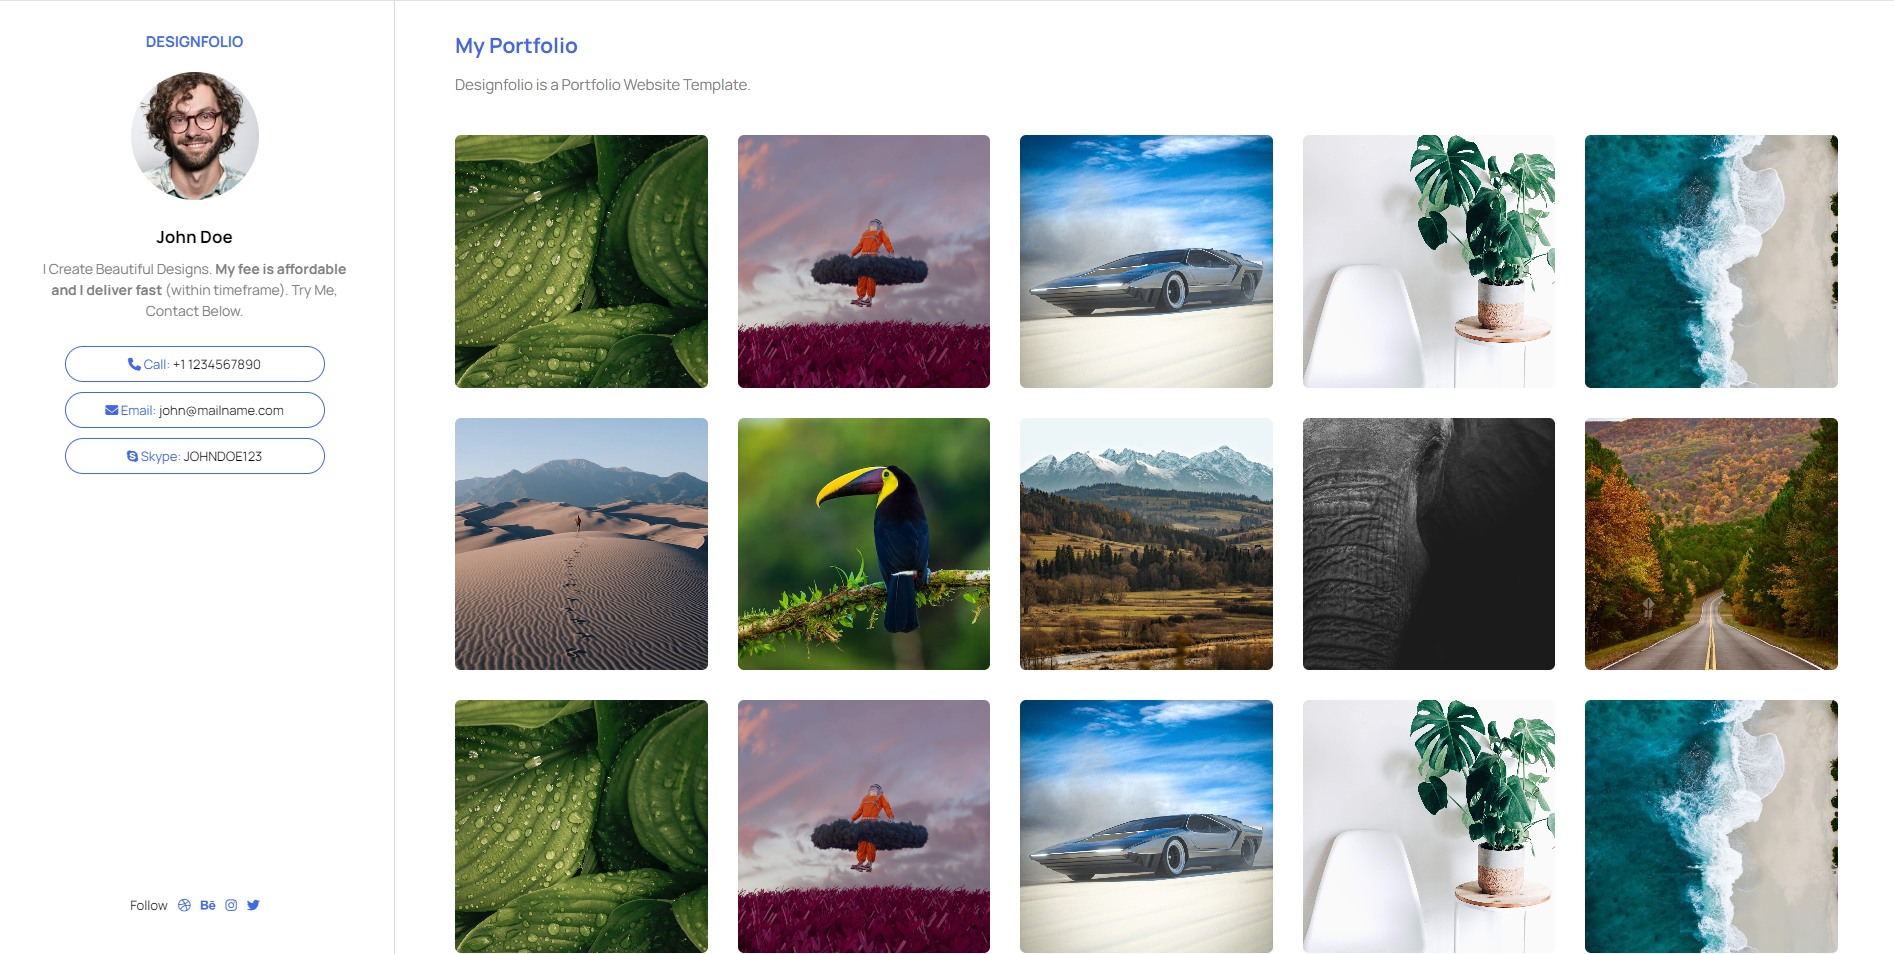 DESIGNFOLIO
John Doe
I Create Beautiful Designs. My fee is affordable
and I deliver fast (within timeframe). Try Me,
Contact Below.
Call: +1 1234567890
Email: john@mailname.com
Skype: JOHNDOE123
Follow
My Portfolio
Designfolio is a Portfolio Website Template.